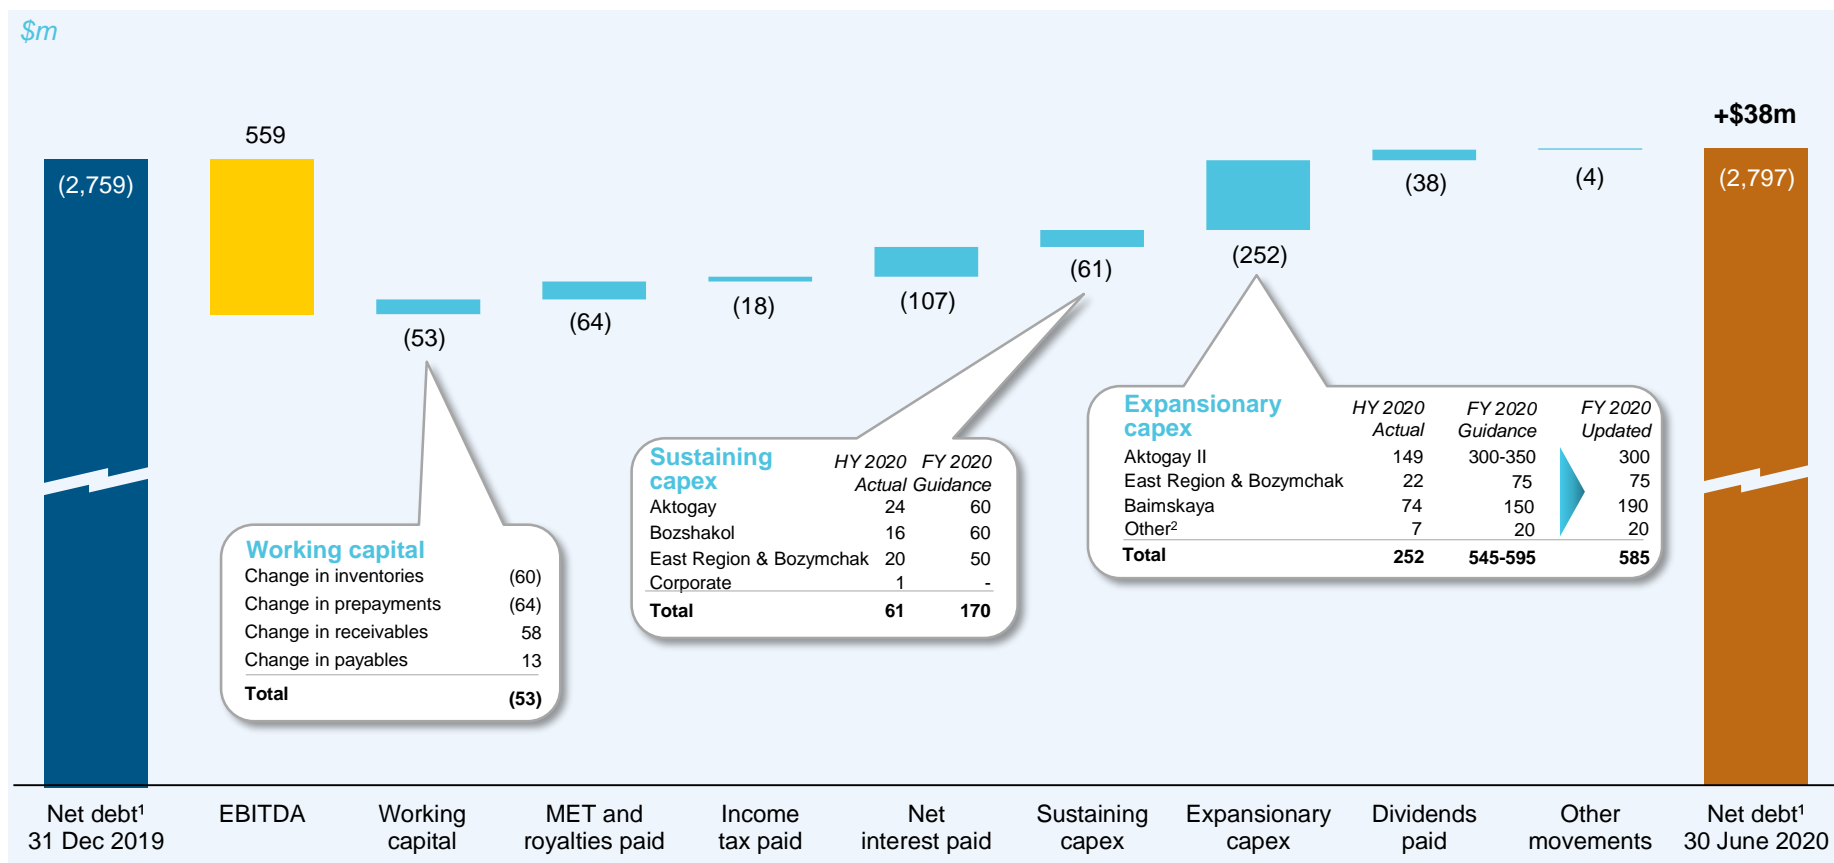 $m
+$38m
559
(2,759)
(53)
(64)
(18)
(107)
(61)
(252)
(38)
(4)
(2,797)
Working capital
Change in inventories (60)
Change in prepayments (64)
Change in receivables 58
Change in payables 13
Total (53)
Sustaining HY 2020 FY 2020
capex Actual Guidance
Aktogay 24 60
Bozshakol 16 60
East Region & Bozymchak 20 50
Corporate 1 -
Total 61 170
Expansionary HY 2020 FY 2020 FY 2020
capex Actual Guidance Updated
Aktogay II 149 300-350 300
East Region & Bozymchak 22 75 75
Baimskaya 74 150 190
Other² 7 20 20
Total 252 545-595 585
Net debt¹
31 Dec 2019
EBITDA
Working
capital
MET and
royalties paid
Income
tax paid
Net
interest paid
Sustaining
capex
Expansionary
capex
Dividends
paid
Other
movements
Net debt¹
30 June 2020